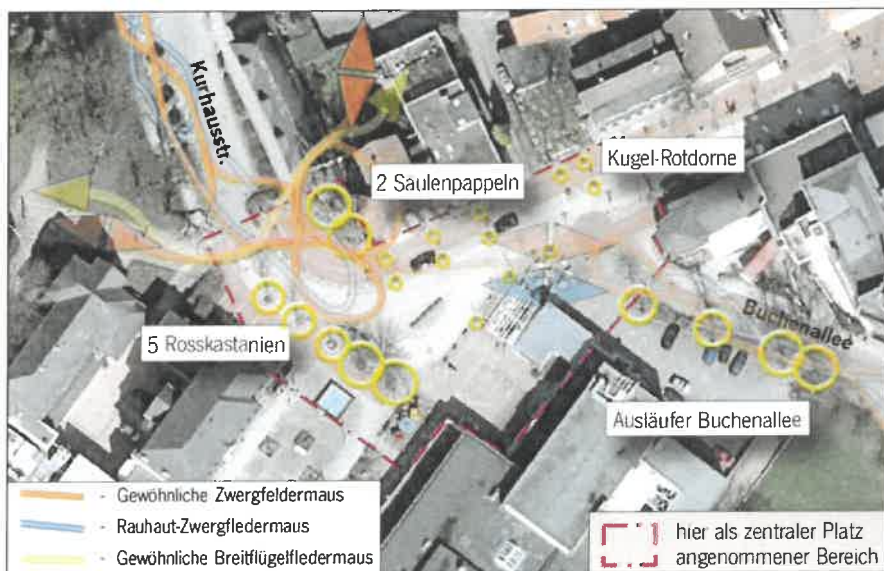 Kurhausstr.
2 Saulenpappeln
Kugel-Rotdorne
5 Rosskastanien
Buchenallee
Ausläufer Buchenallee
- Gewöhnliche Zwergfeldermaus
- Rauhaut-Zwergfledermaus
- Gewöhnliche Breitflügelfledermaus
hier als zentraler Platz
angenommener Bereich